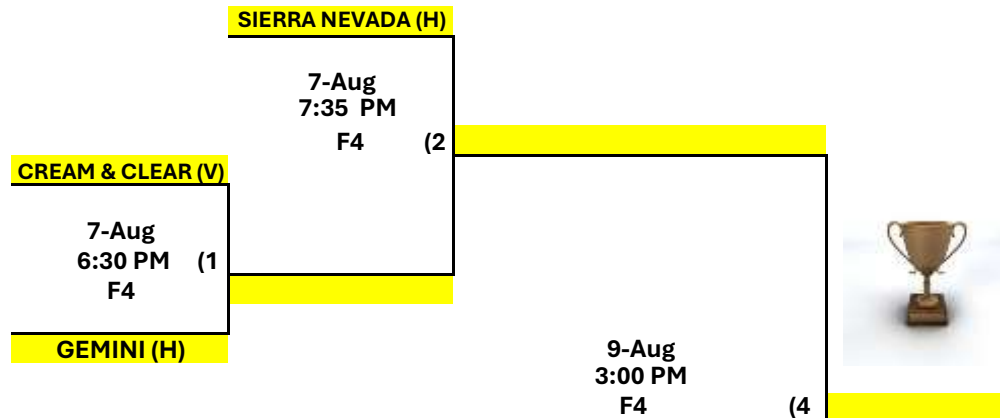 SIERRA NEVADA (H)
7-Aug
7:35 PM
F4 (2
CREAM & CLEAR (V)
7-Aug
6:30 PM (1
F4
GEMINI (H)
9-Aug
3:00 PM
F4 (4